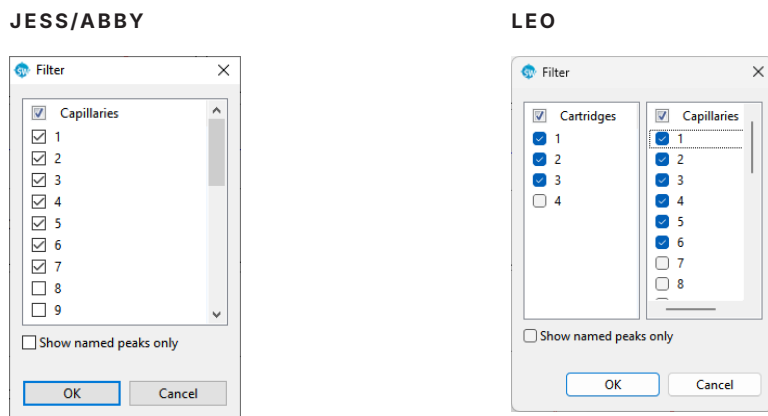 JESS/ABBY
SW Filter
Capillaries
1
2
3
4
5
6
7
8
9
Show named peaks only
OK Cancel
LEO
SW Filter
Cartridges
1
2
3
4
Capillaries
1
2
3
4
5
6
7
8
Show named peaks only
OK Cancel